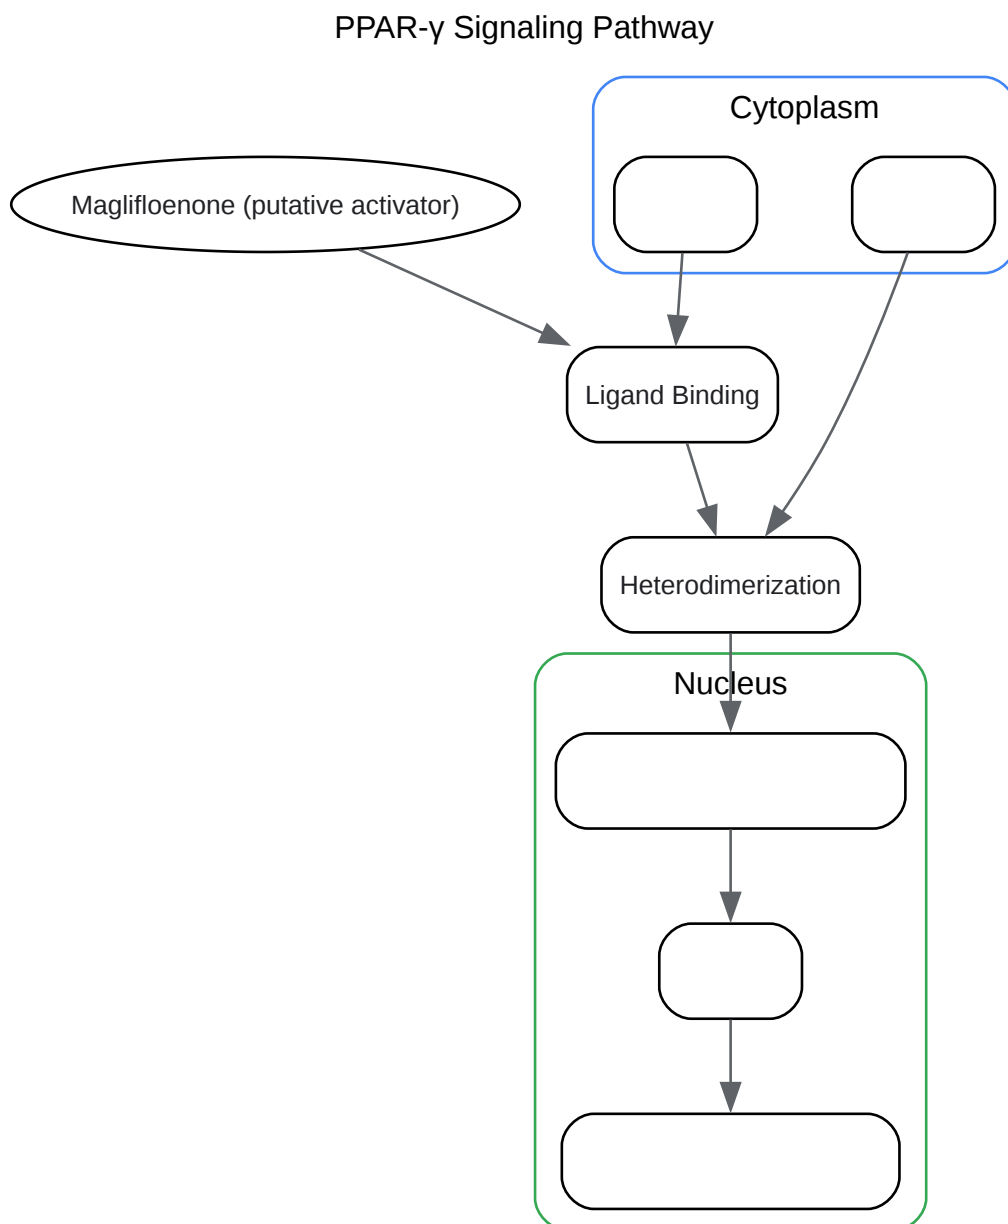 PPAR-γ Signaling Pathway
Cytoplasm
Maglifloenone (putative activator)
Ligand Binding
Heterodimerization
Nucleus